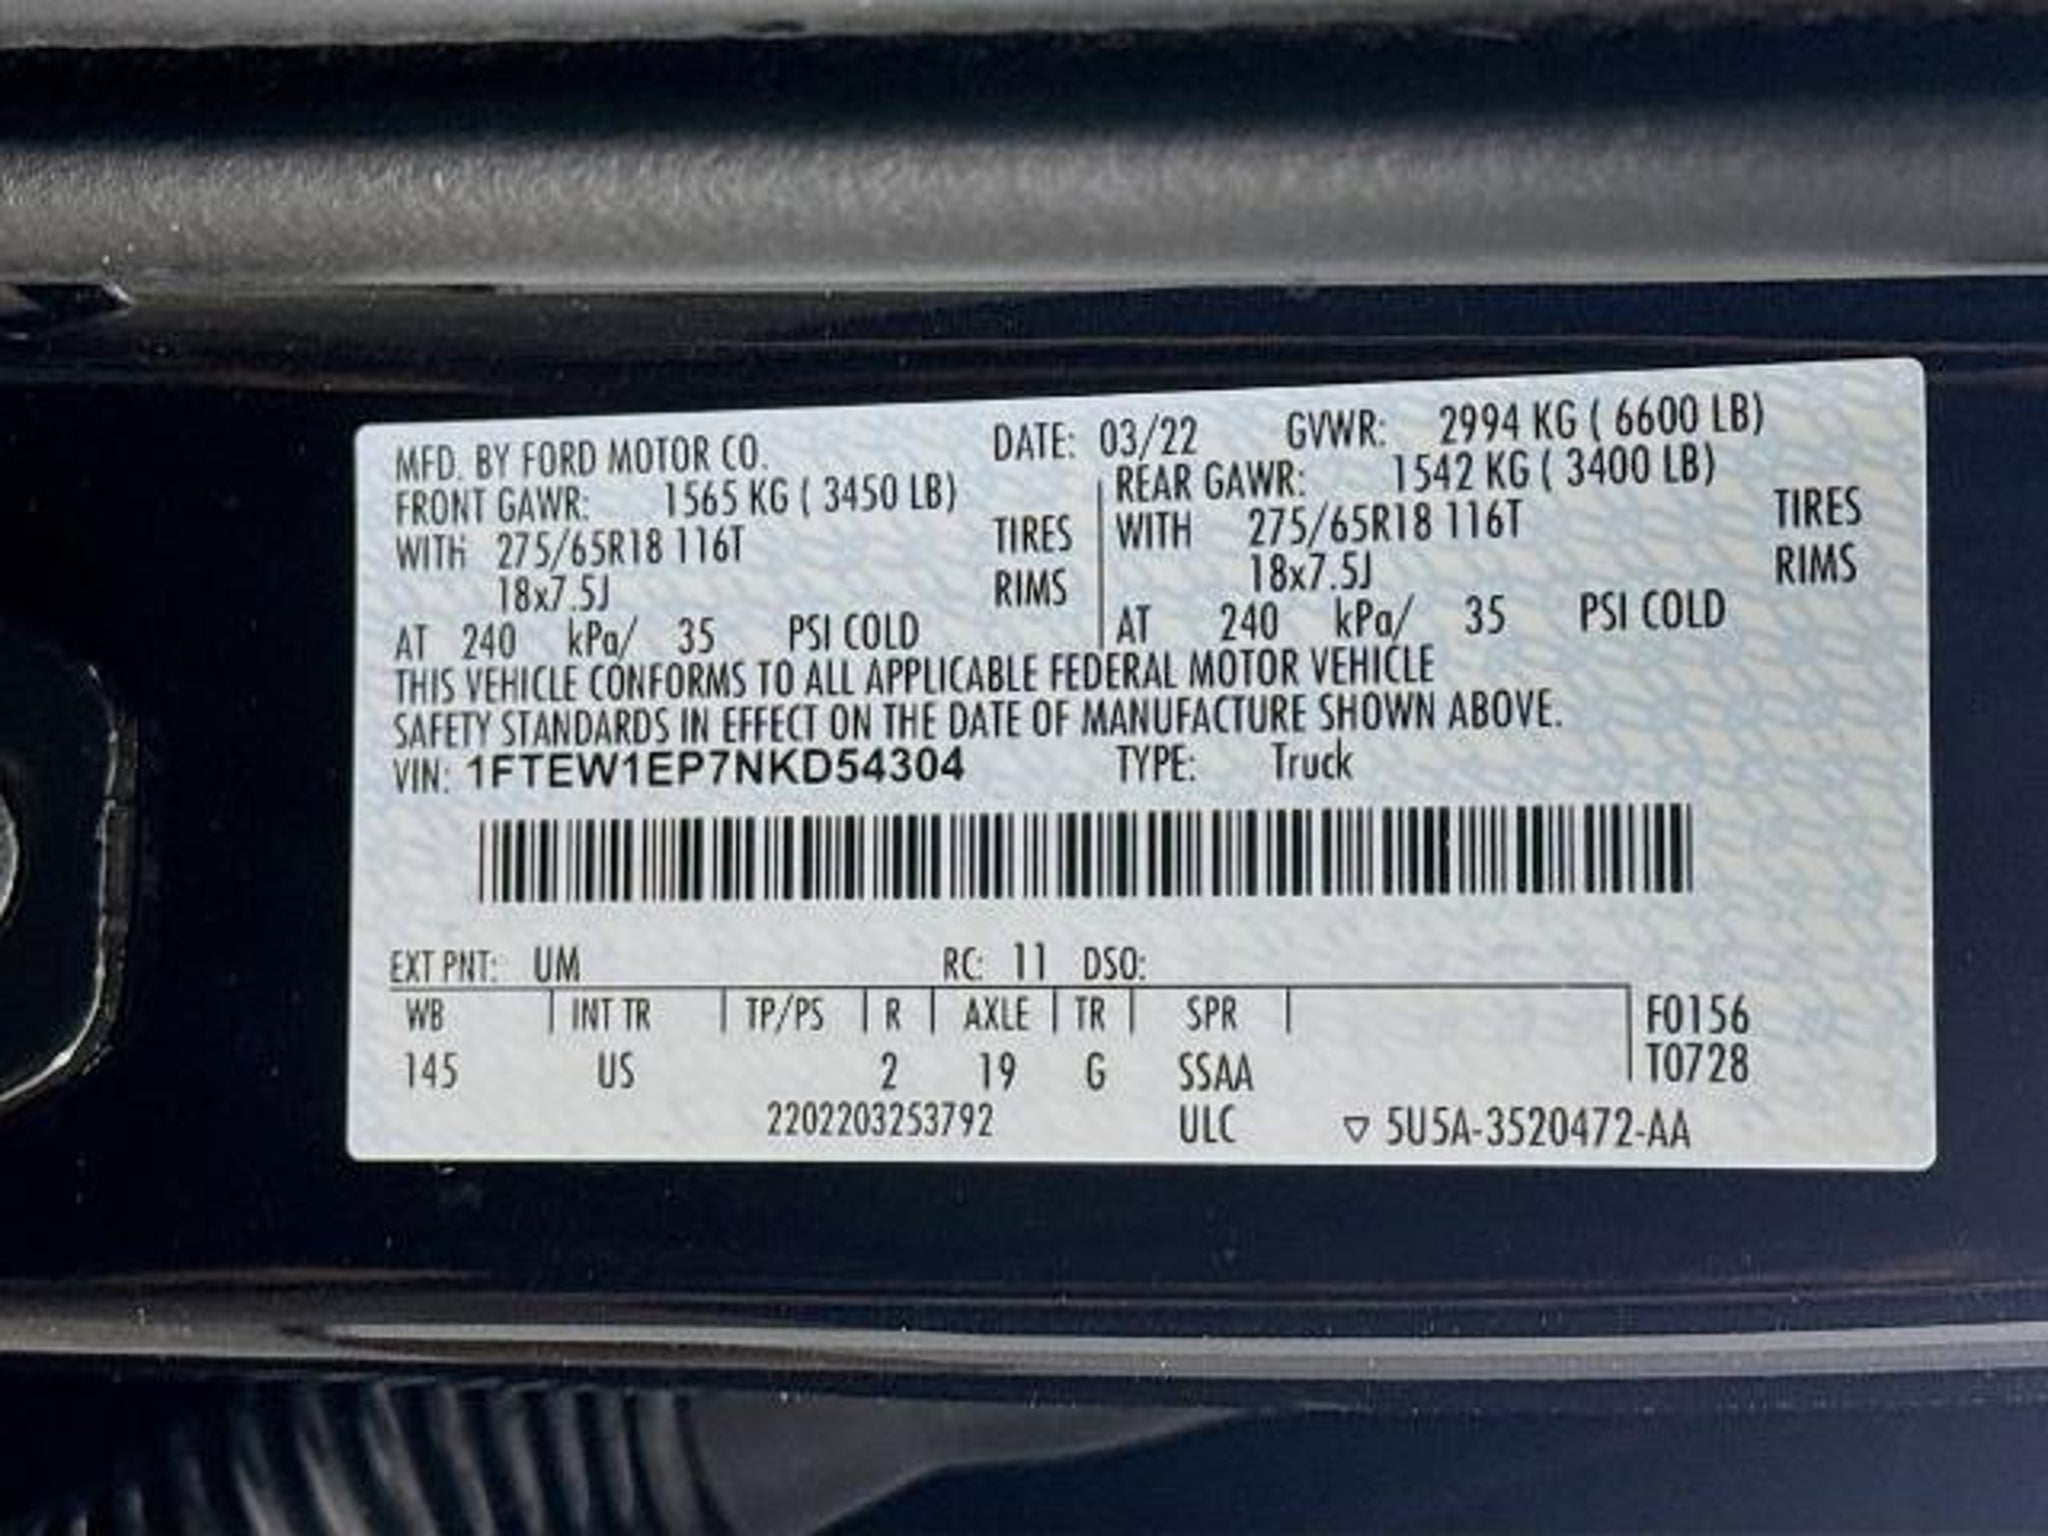 MFD. BY FORD MOTOR CO. DATE: 03/22 GVWR: 2994 KG ( 6600 LB)
FRONT GAWR: 1565 KG ( 3450 LB) REAR GAWR: 1542 KG ( 3400 LB)
WITH 275/65R18 116T TIRES WITH 275/65R18 116T TIRES
18x7.5J RIMS 18x7.5J RIMS
AT 240 kPa/ 35 PSI COLD AT 240 kPa/ 35 PSI COLD
THIS VEHICLE CONFORMS TO ALL APPLICABLE FEDERAL MOTOR VEHICLE
SAFETY STANDARDS IN EFFECT ON THE DATE OF MANUFACTURE SHOWN ABOVE.
VIN: 1FTEW1EP7NKD54304 TYPE: Truck
EXT PNT: UM RC: 11 DSO:
WB INT TR TP/PS R AXLE TR SPR F0156
145 US 2 19 G SSAA T0728
2202203253792 ULC ▽ 5U5A-3520472-AA